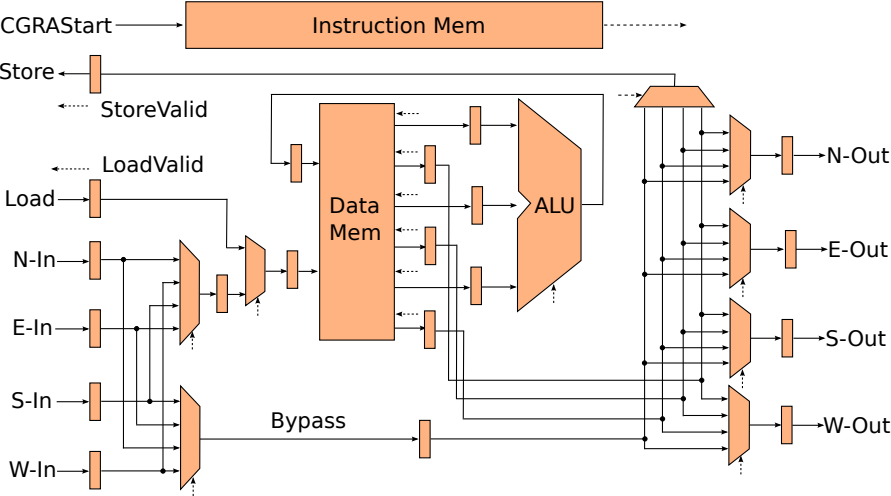 CGRAStart
Instruction Mem
Store
StoreValid
LoadValid
Load
Data
Mem
ALU
N-In
E-In
S-In
W-In
Bypass
N-Out
E-Out
S-Out
W-Out